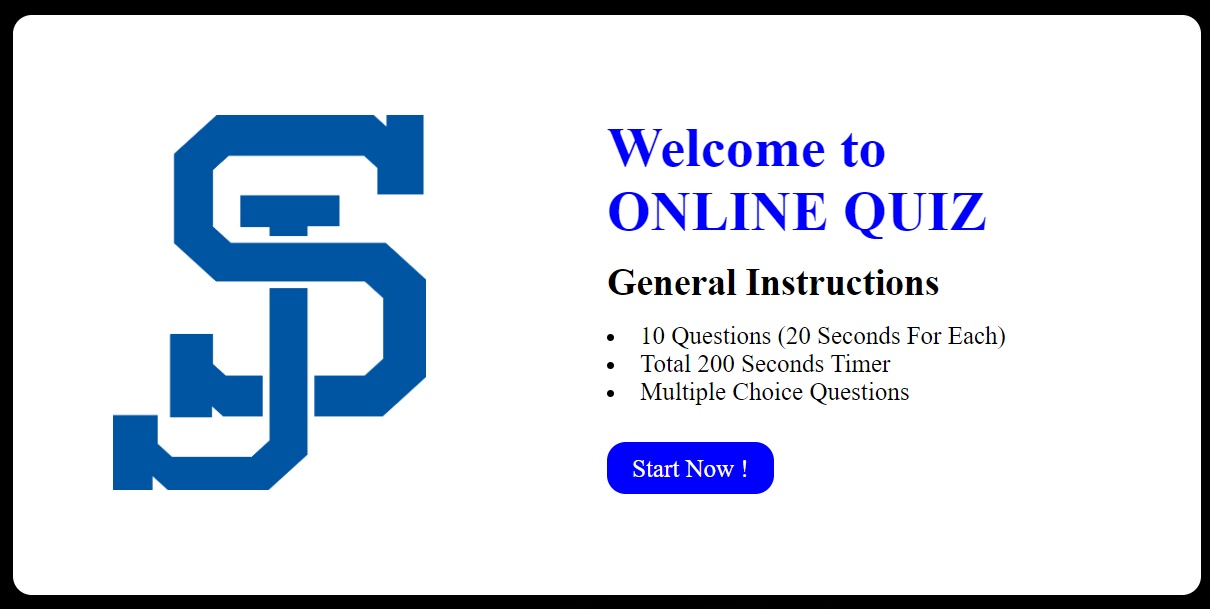 SJ
Welcome to
ONLINE QUIZ
General Instructions
• 10 Questions (20 Seconds For Each)
• Total 200 Seconds Timer
• Multiple Choice Questions
Start Now !